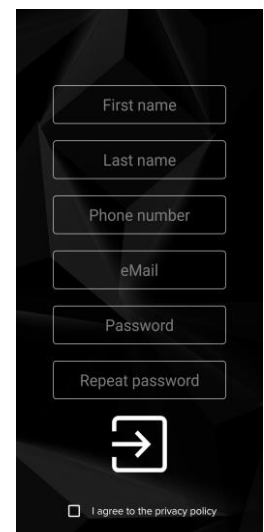 First name
Last name
Phone number
eMail
Password
Repeat password
I agree to the privacy policy